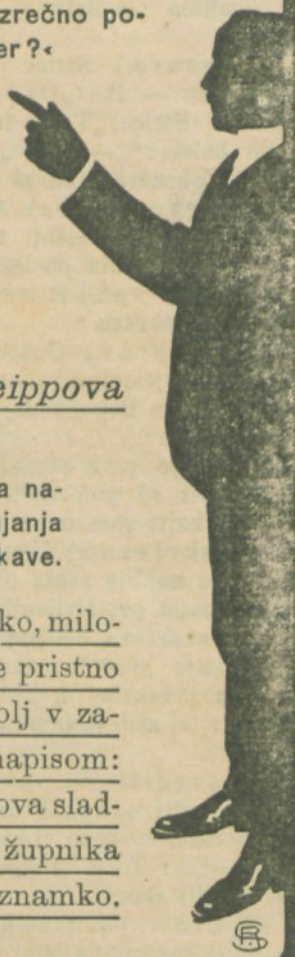 zrečno po-
er?«
eippova
a na-
janja
kave.
ko, milo-
e pristno
olj v za-
napisom:
ova slad-
župnika
znamko.